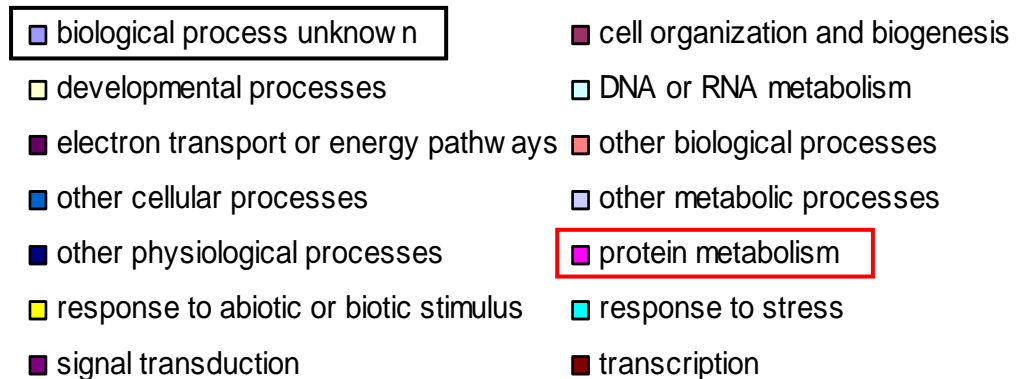 biological process unknow n cell organization and biogenesis
developmental processes DNA or RNA metabolism
electron transport or energy pathw ays other biological processes
other cellular processes other metabolic processes
other physiological processes protein metabolism
response to abiotic or biotic stimulus response to stress
signal transduction transcription